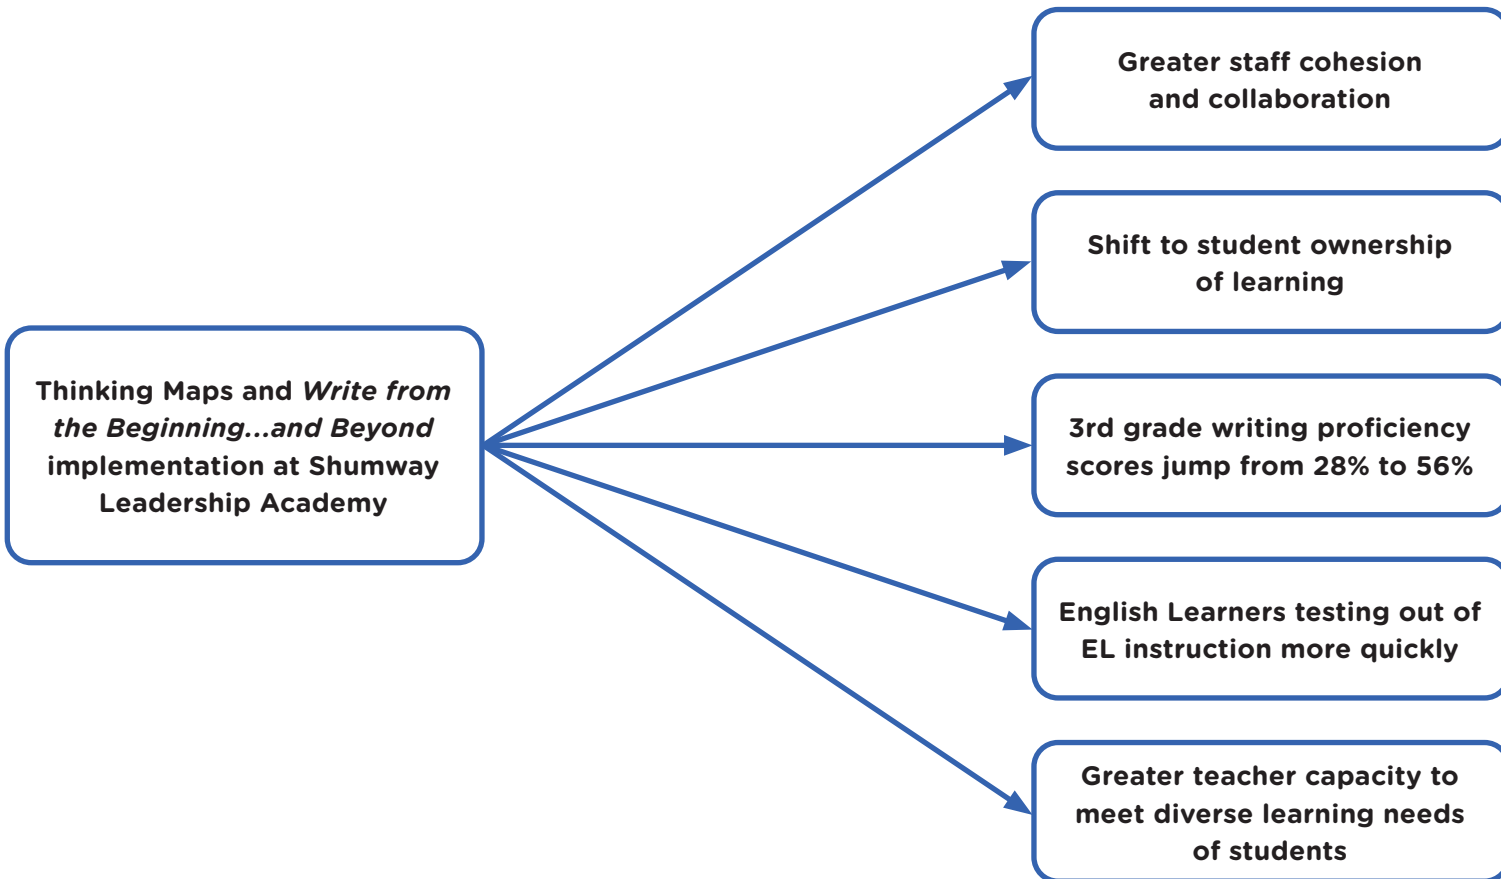 Thinking Maps and Write from
the Beginning...and Beyond
implementation at Shumway
Leadership Academy
Greater staff cohesion
and collaboration
Shift to student ownership
of learning
3rd grade writing proficiency
scores jump from 28% to 56%
English Learners testing out of
EL instruction more quickly
Greater teacher capacity to
meet diverse learning needs
of students